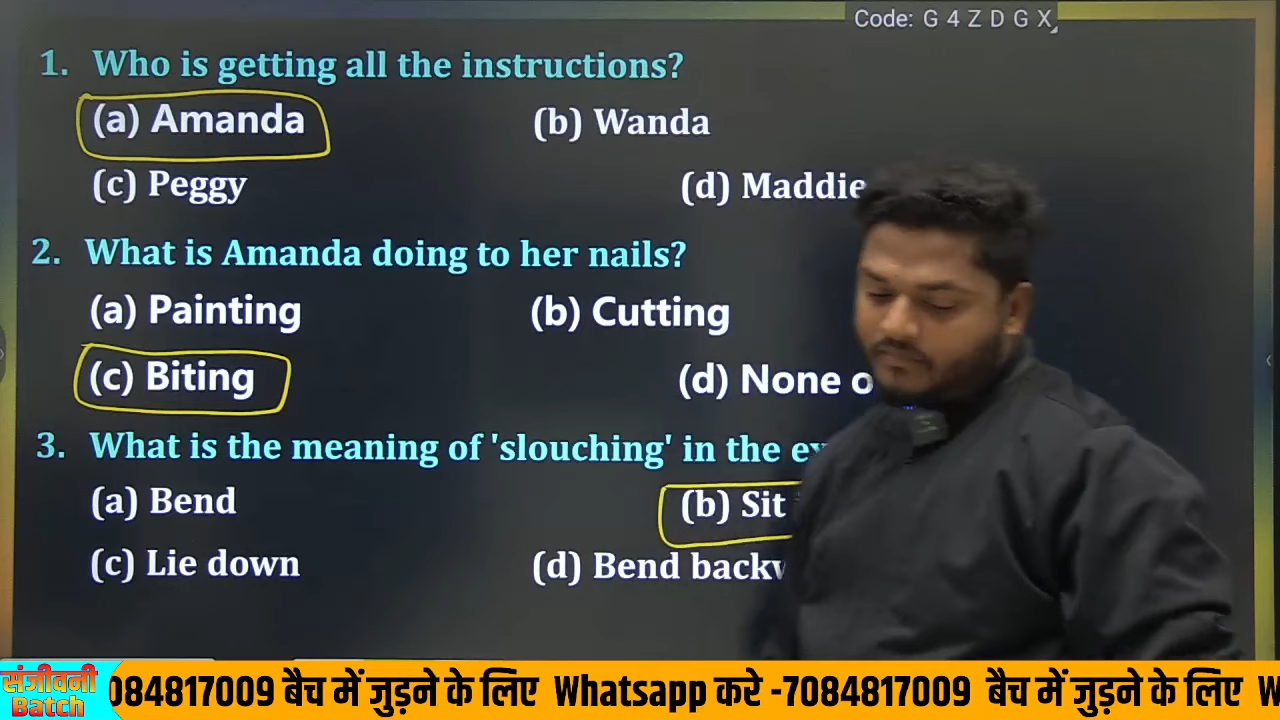 Code: G 4 Z D G X
1. Who is getting all the instructions?
(a) Amanda (b) Wanda
(c) Peggy (d) Maddie
2. What is Amanda doing to her nails?
(a) Painting (b) Cutting
(c) Biting (d) None
3. What is the meaning of 'slouching' in the
(a) Bend (b) Sit
(c) Lie down (d) Bend
संजीवनी
Batch
084817009 बैच में जुड़ने के लिए Whatsapp करे -7084817009 बैच में जुड़ने के लिए W